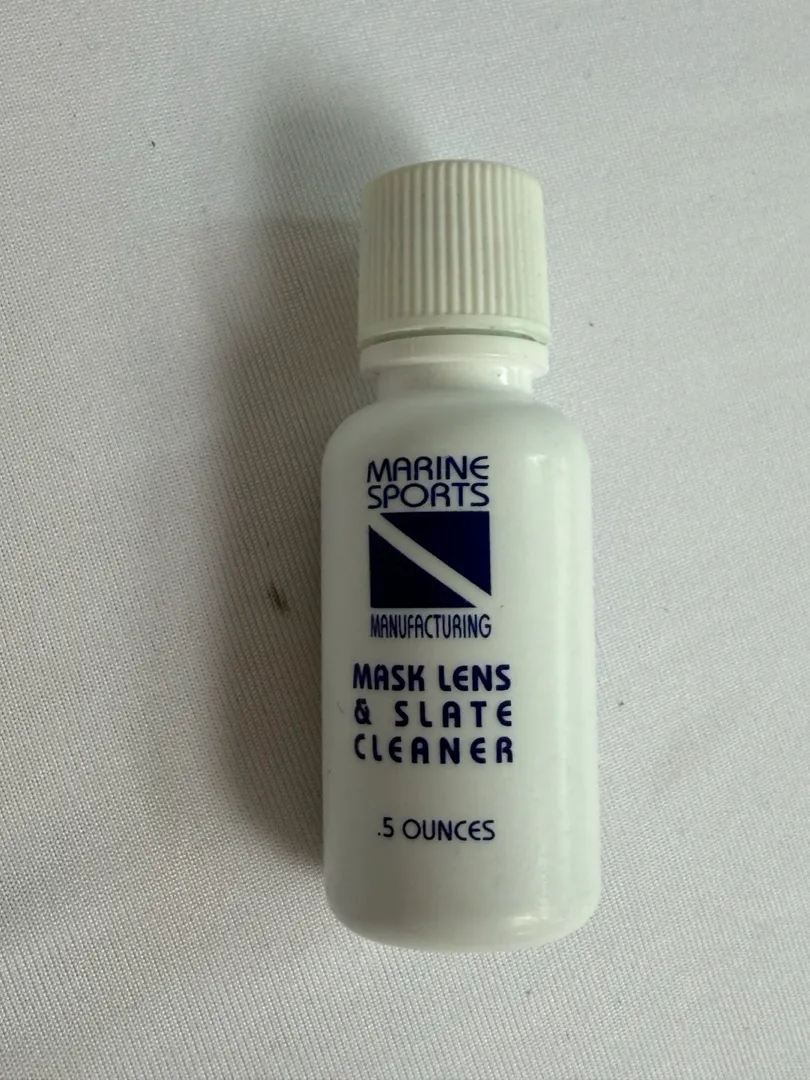 MARINE
SPORTS
MANUFACTURING
MASK LENS
& SLATE
CLEANER
.5 OUNCES